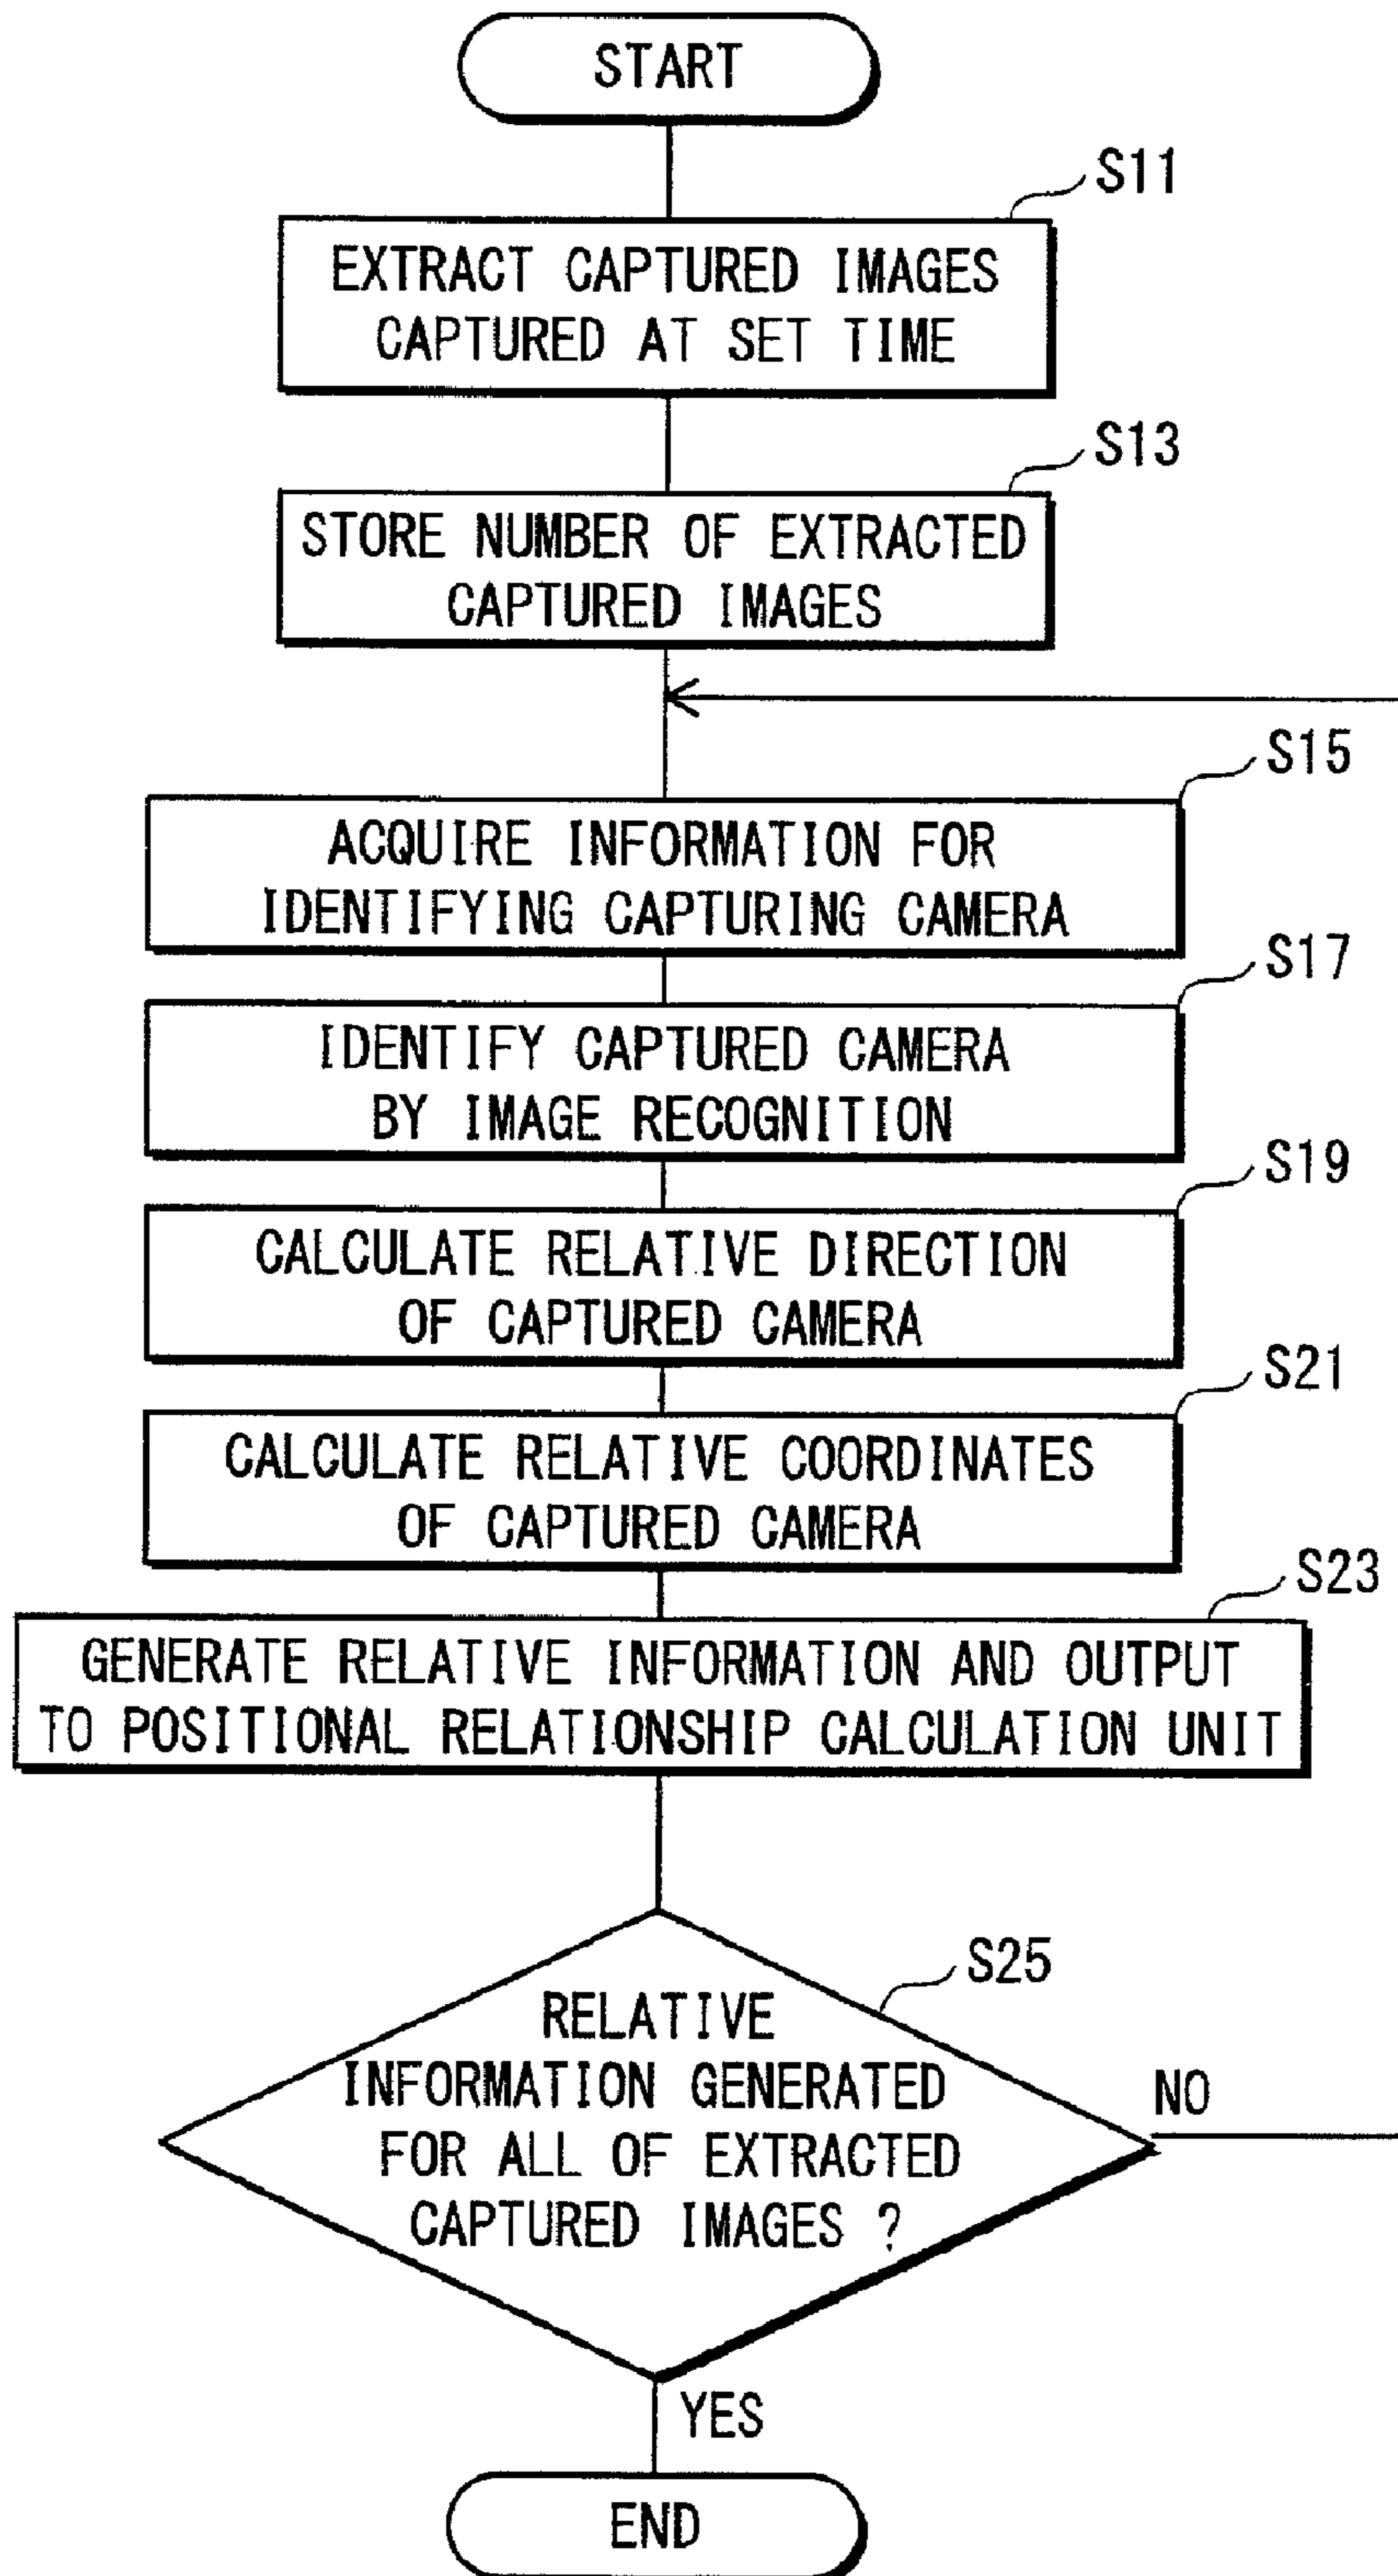 START
S11
EXTRACT CAPTURED IMAGES
CAPTURED AT SET TIME
S13
STORE NUMBER OF EXTRACTED
CAPTURED IMAGES
S15
ACQUIRE INFORMATION FOR
IDENTIFYING CAPTURING CAMERA
S17
IDENTIFY CAPTURED CAMERA
BY IMAGE RECOGNITION
S19
CALCULATE RELATIVE DIRECTION
OF CAPTURED CAMERA
S21
CALCULATE RELATIVE COORDINATES
OF CAPTURED CAMERA
S23
GENERATE RELATIVE INFORMATION AND OUTPUT
TO POSITIONAL RELATIONSHIP CALCULATION UNIT
S25
RELATIVE
INFORMATION GENERATED
FOR ALL OF EXTRACTED
CAPTURED IMAGES ?
NO
YES
END